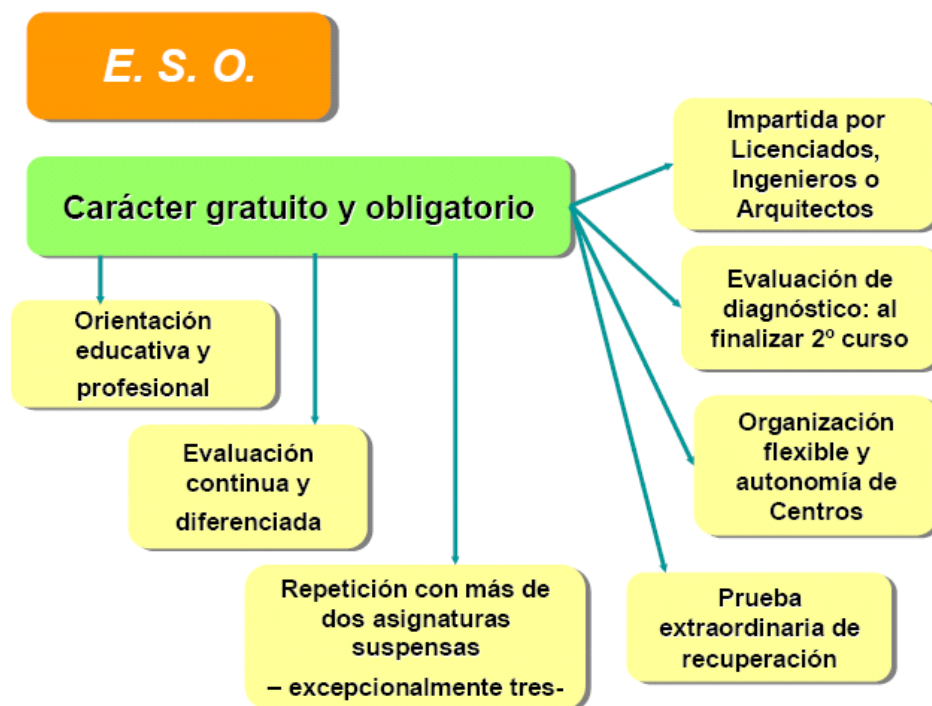 E. S. O.
Carácter gratuito y obligatorio
Orientación
educativa y
profesional
Evaluación
continua y
diferenciada
Repetición con más de
dos asignaturas
suspensas
– excepcionalmente tres-
Impartida por
Licenciados,
Ingenieros o
Arquitectos
Evaluación de
diagnóstico: al
finalizar 2º curso
Organización
flexible y
autonomía de
Centros
Prueba
extraordinaria de
recuperación